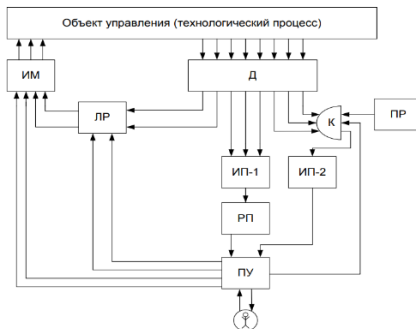 Объект управления (технологический процесс)
ИМ
Д
ПР
ЛР
К
ИП-1
ИП-2
РП
ПУ